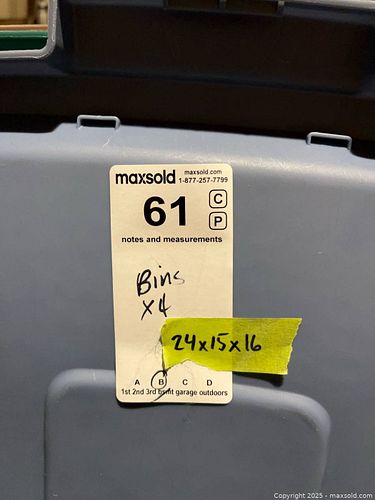 maxsold maxsold.com
1-877-257-7799
61 C
P
notes and measurements
Bins
x4
24x15x16
A B C D
1st 2nd 3rd bsmt garage outdoors
Copyright © 2025 - maxsold.com